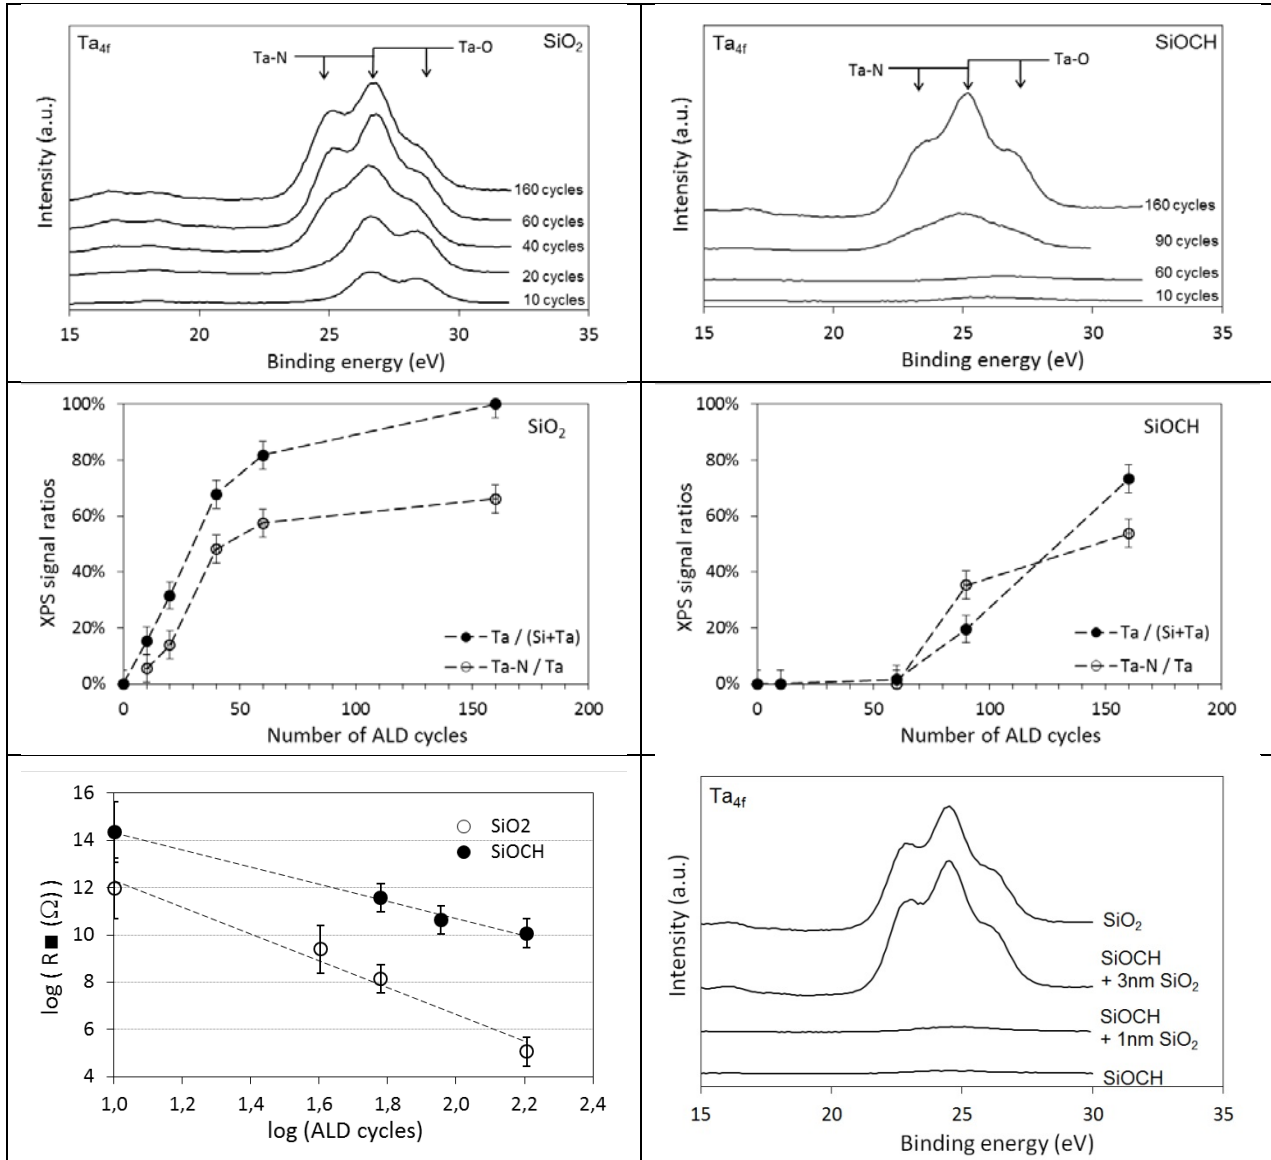 Ta4f
SiO2
Ta-N
Ta-O
Intensity (a.u.)
160 cycles
60 cycles
40 cycles
20 cycles
10 cycles
15 20 25 30 35
Binding energy (eV)
Ta4f
SiOCH
Ta-N
Ta-O
Intensity (a.u.)
160 cycles
90 cycles
60 cycles
10 cycles
15 20 25 30 35
Binding energy (eV)
100%
80%
60%
40%
20%
0%
XPS signal ratios
SiO2
Ta / (Si+Ta)
Ta-N / Ta
0 50 100 150 200
Number of ALD cycles
100%
80%
60%
40%
20%
0%
XPS signal ratios
SiOCH
Ta / (Si+Ta)
Ta-N / Ta
0 50 100 150 200
Number of ALD cycles
16
14
12
10
8
6
4
log ( R■ (Ω) )
SiO2
SiOCH
1,0 1,2 1,4 1,6 1,8 2,0 2,2 2,4
log (ALD cycles)
Ta4f
Intensity (a.u.)
SiO2
SiOCH
+ 3nm SiO2
SiOCH
+ 1nm SiO2
SiOCH
15 20 25 30 35
Binding energy (eV)